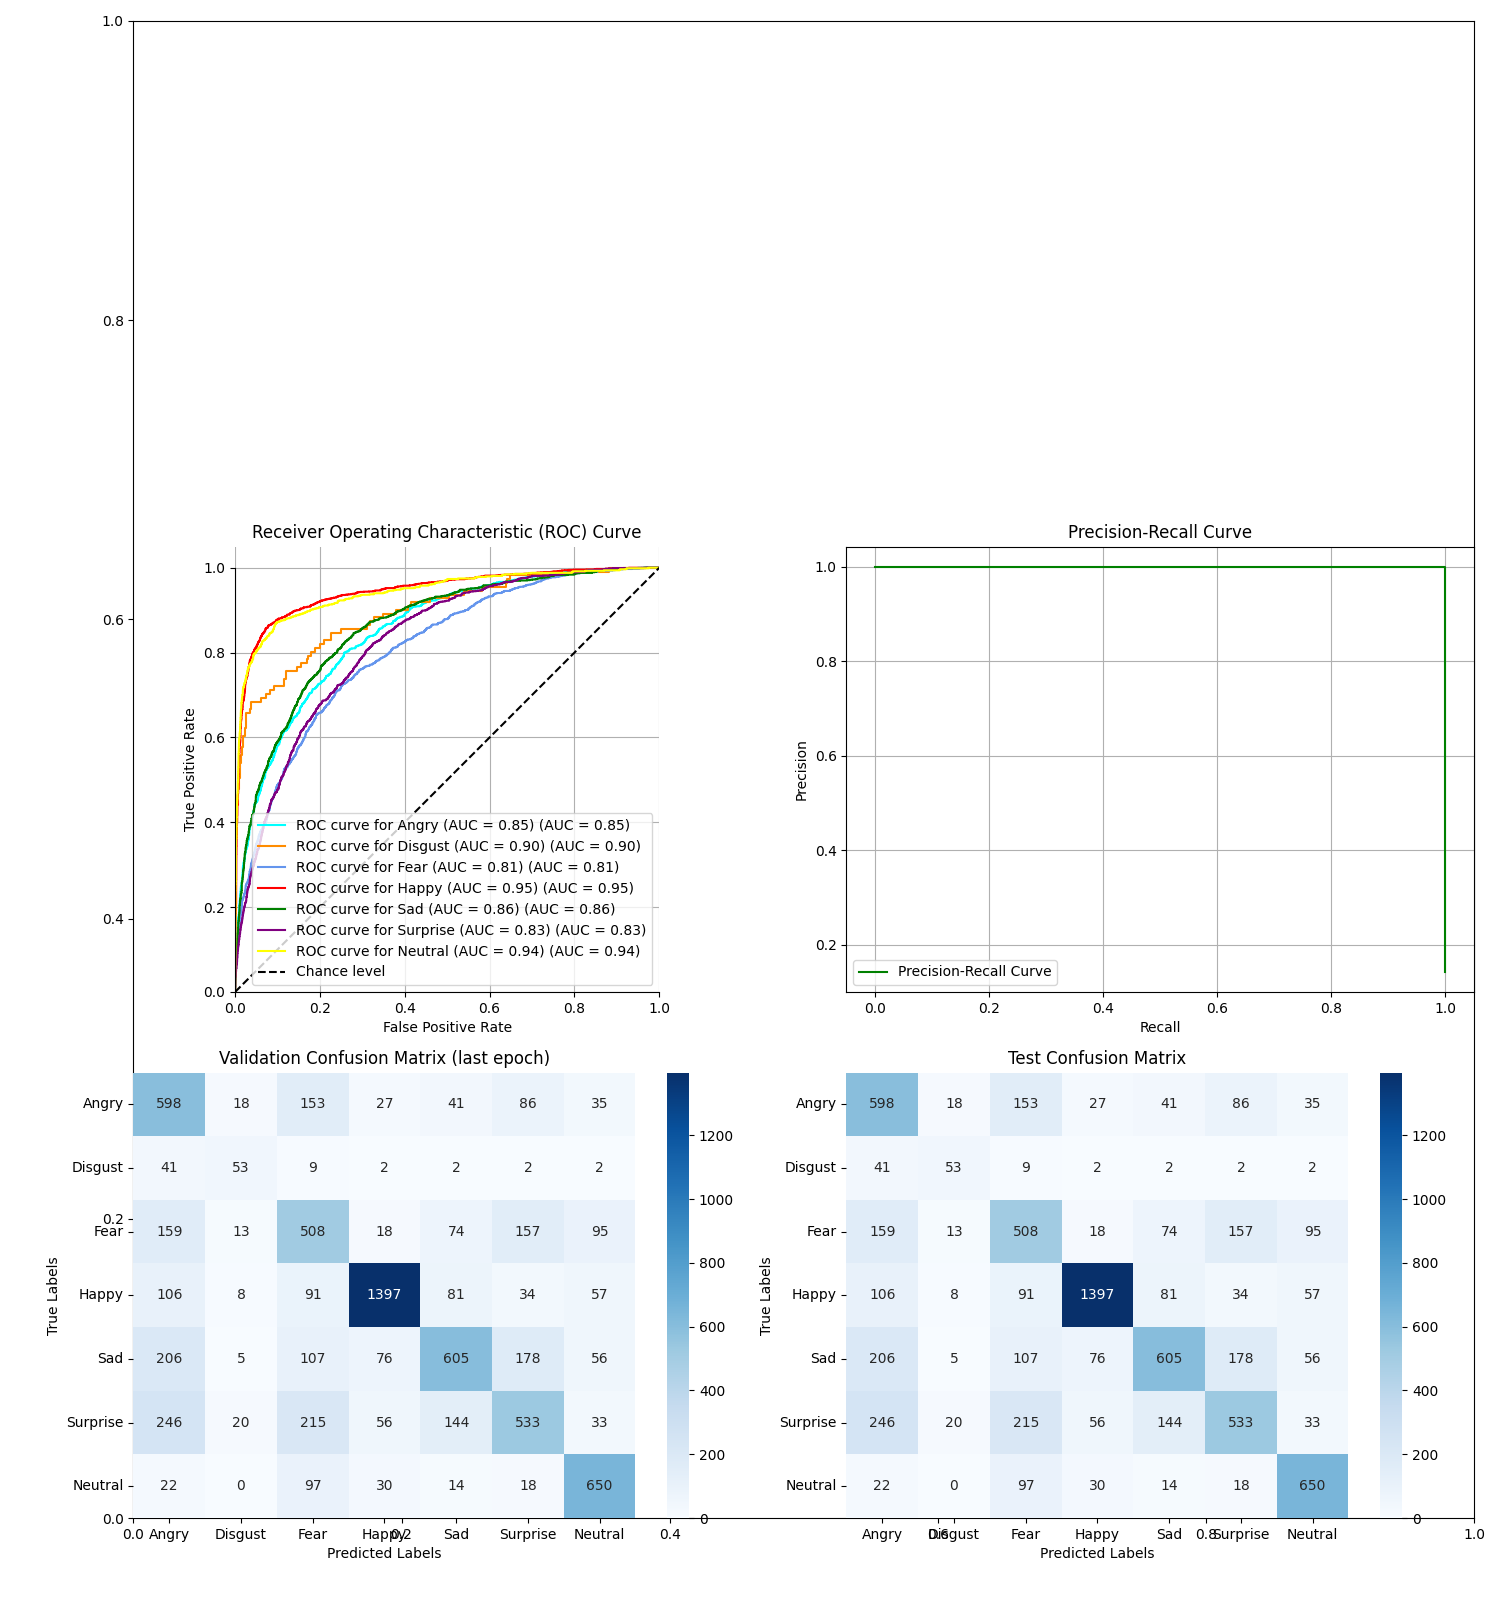 1.0
0.8
0.6
0.4
0.2
0.0
Receiver Operating Characteristic (ROC) Curve
True Positive Rate
1.0
0.8
0.6
0.4
0.2
0.0
ROC curve for Angry (AUC = 0.85) (AUC = 0.85)
ROC curve for Disgust (AUC = 0.90) (AUC = 0.90)
ROC curve for Fear (AUC = 0.81) (AUC = 0.81)
ROC curve for Happy (AUC = 0.95) (AUC = 0.95)
ROC curve for Sad (AUC = 0.86) (AUC = 0.86)
ROC curve for Surprise (AUC = 0.83) (AUC = 0.83)
ROC curve for Neutral (AUC = 0.94) (AUC = 0.94)
Chance level
0.0 0.2 0.4 0.6 0.8 1.0
False Positive Rate
Precision-Recall Curve
Precision
1.0
0.8
0.6
0.4
0.2
Precision-Recall Curve
0.0 0.2 0.4 0.6 0.8 1.0
Recall
Validation Confusion Matrix (last epoch)
True Labels
Angry 598 18 153 27 41 86 35
Disgust 41 53 9 2 2 2 2
Fear 159 13 508 18 74 157 95
Happy 106 8 91 1397 81 34 57
Sad 206 5 107 76 605 178 56
Surprise 246 20 215 56 144 533 33
Neutral 22 0 97 30 14 18 650
Angry Disgust Fear Happy Sad Surprise Neutral
Predicted Labels
1200
1000
800
600
400
200
0
Test Confusion Matrix
True Labels
Angry 598 18 153 27 41 86 35
Disgust 41 53 9 2 2 2 2
Fear 159 13 508 18 74 157 95
Happy 106 8 91 1397 81 34 57
Sad 206 5 107 76 605 178 56
Surprise 246 20 215 56 144 533 33
Neutral 22 0 97 30 14 18 650
Angry Disgust Fear Happy Sad Surprise Neutral
Predicted Labels
1200
1000
800
600
400
200
0
0.0 0.2 0.4 0.6 0.8 1.0